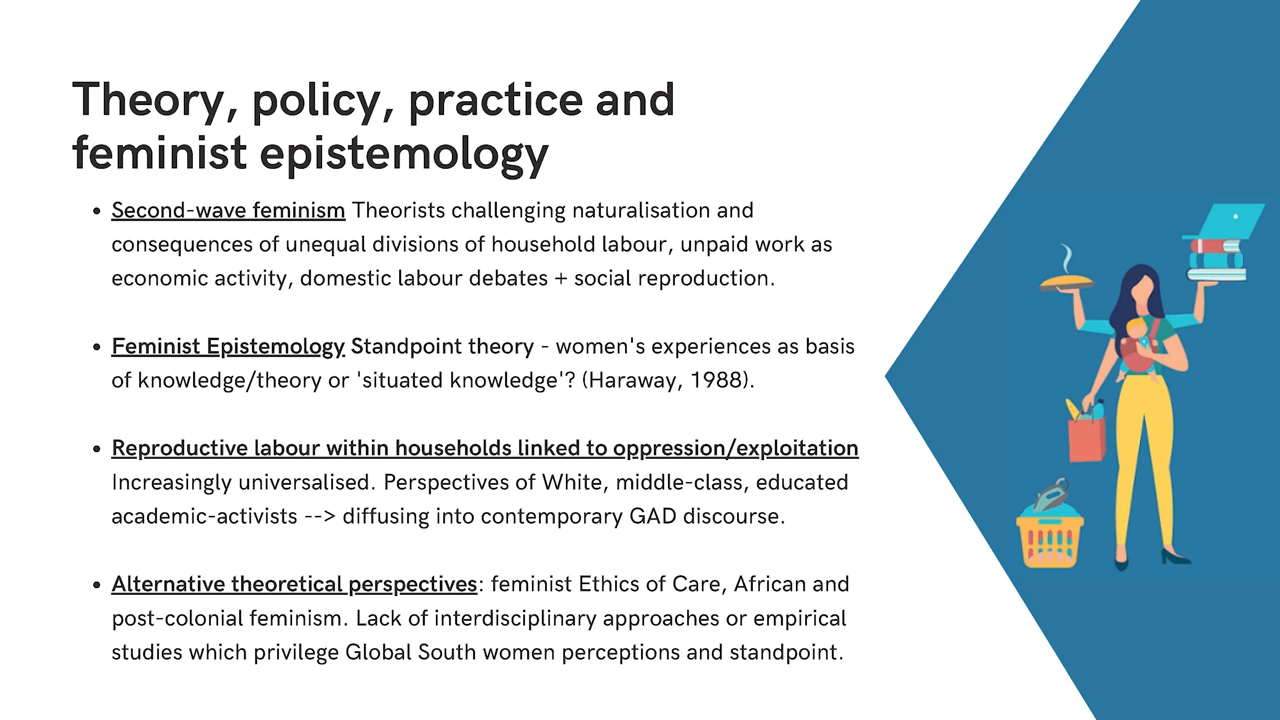 Theory, policy, practice and
feminist epistemology
• Second-wave feminism Theorists challenging naturalisation and
consequences of unequal divisions of household labour, unpaid work as
economic activity, domestic labour debates + social reproduction.
• Feminist Epistemology Standpoint theory - women's experiences as basis
of knowledge/theory or 'situated knowledge'? (Haraway, 1988).
• Reproductive labour within households linked to oppression/exploitation
Increasingly universalised. Perspectives of White, middle-class, educated
academic-activists --> diffusing into contemporary GAD discourse.
• Alternative theoretical perspectives: feminist Ethics of Care, African and
post-colonial feminism. Lack of interdisciplinary approaches or empirical
studies which privilege Global South women perceptions and standpoint.